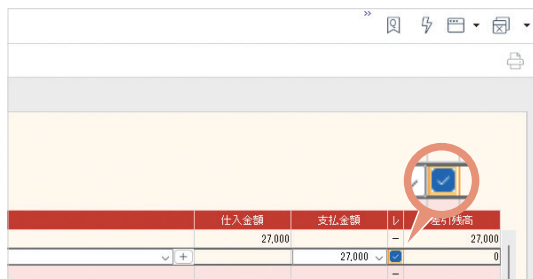 »
仕入金額 支払金額 レ 差引残高
27,000 − 27,000
+ 27,000 0
−